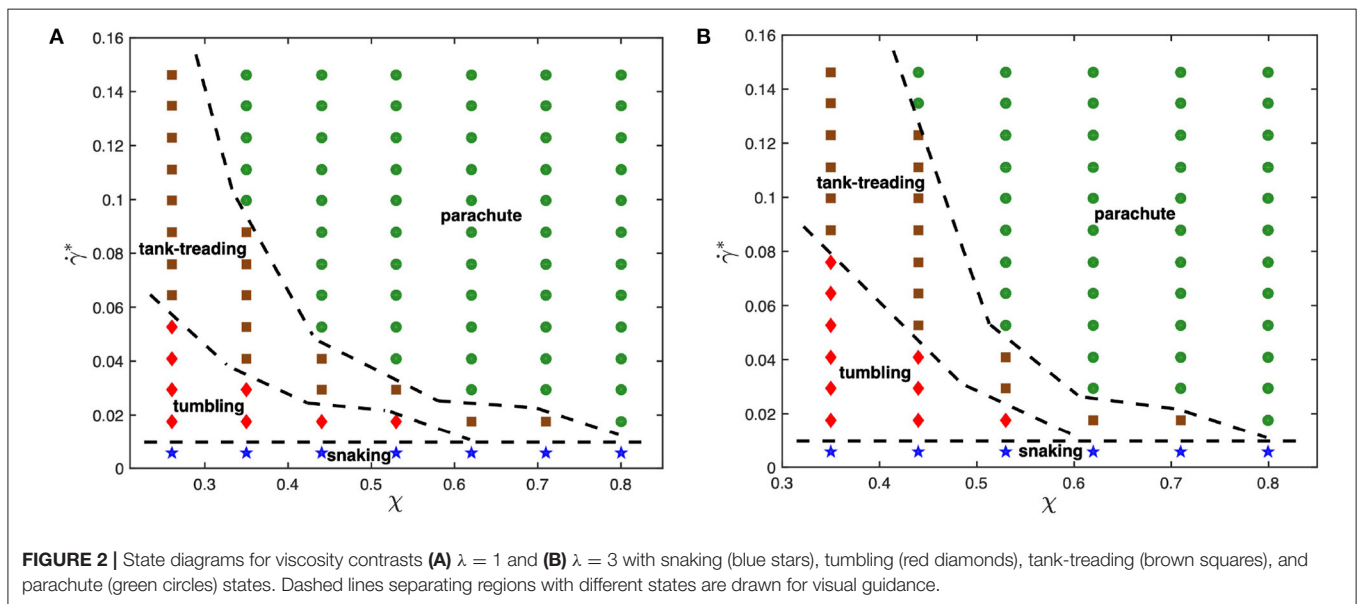 A
0.16
0.14
0.12
0.1
0.08
0.06
0.04
0.02
0
γ̇*
0.3 0.4 0.5 0.6 0.7 0.8
χ
parachute
tank-treading
tumbling
snaking
B
0.16
0.14
0.12
0.1
0.08
0.06
0.04
0.02
0
γ̇*
0.3 0.4 0.5 0.6 0.7 0.8
χ
tank-treading
parachute
tumbling
snaking
FIGURE 2 | State diagrams for viscosity contrasts (A) λ = 1 and (B) λ = 3 with snaking (blue stars), tumbling (red diamonds), tank-treading (brown squares), and
parachute (green circles) states. Dashed lines separating regions with different states are drawn for visual guidance.